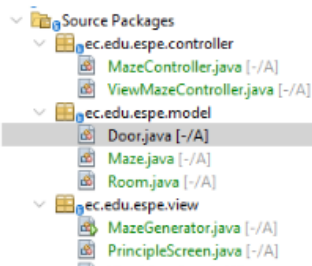 Source Packages
ec.edu.espe.controller
MazeController.java [-/A]
ViewMazeController.java [-/A]
ec.edu.espe.model
Door.java [-/A]
Maze.java [-/A]
Room.java [-/A]
ec.edu.espe.view
MazeGenerator.java [-/A]
PrincipleScreen.java [-/A]